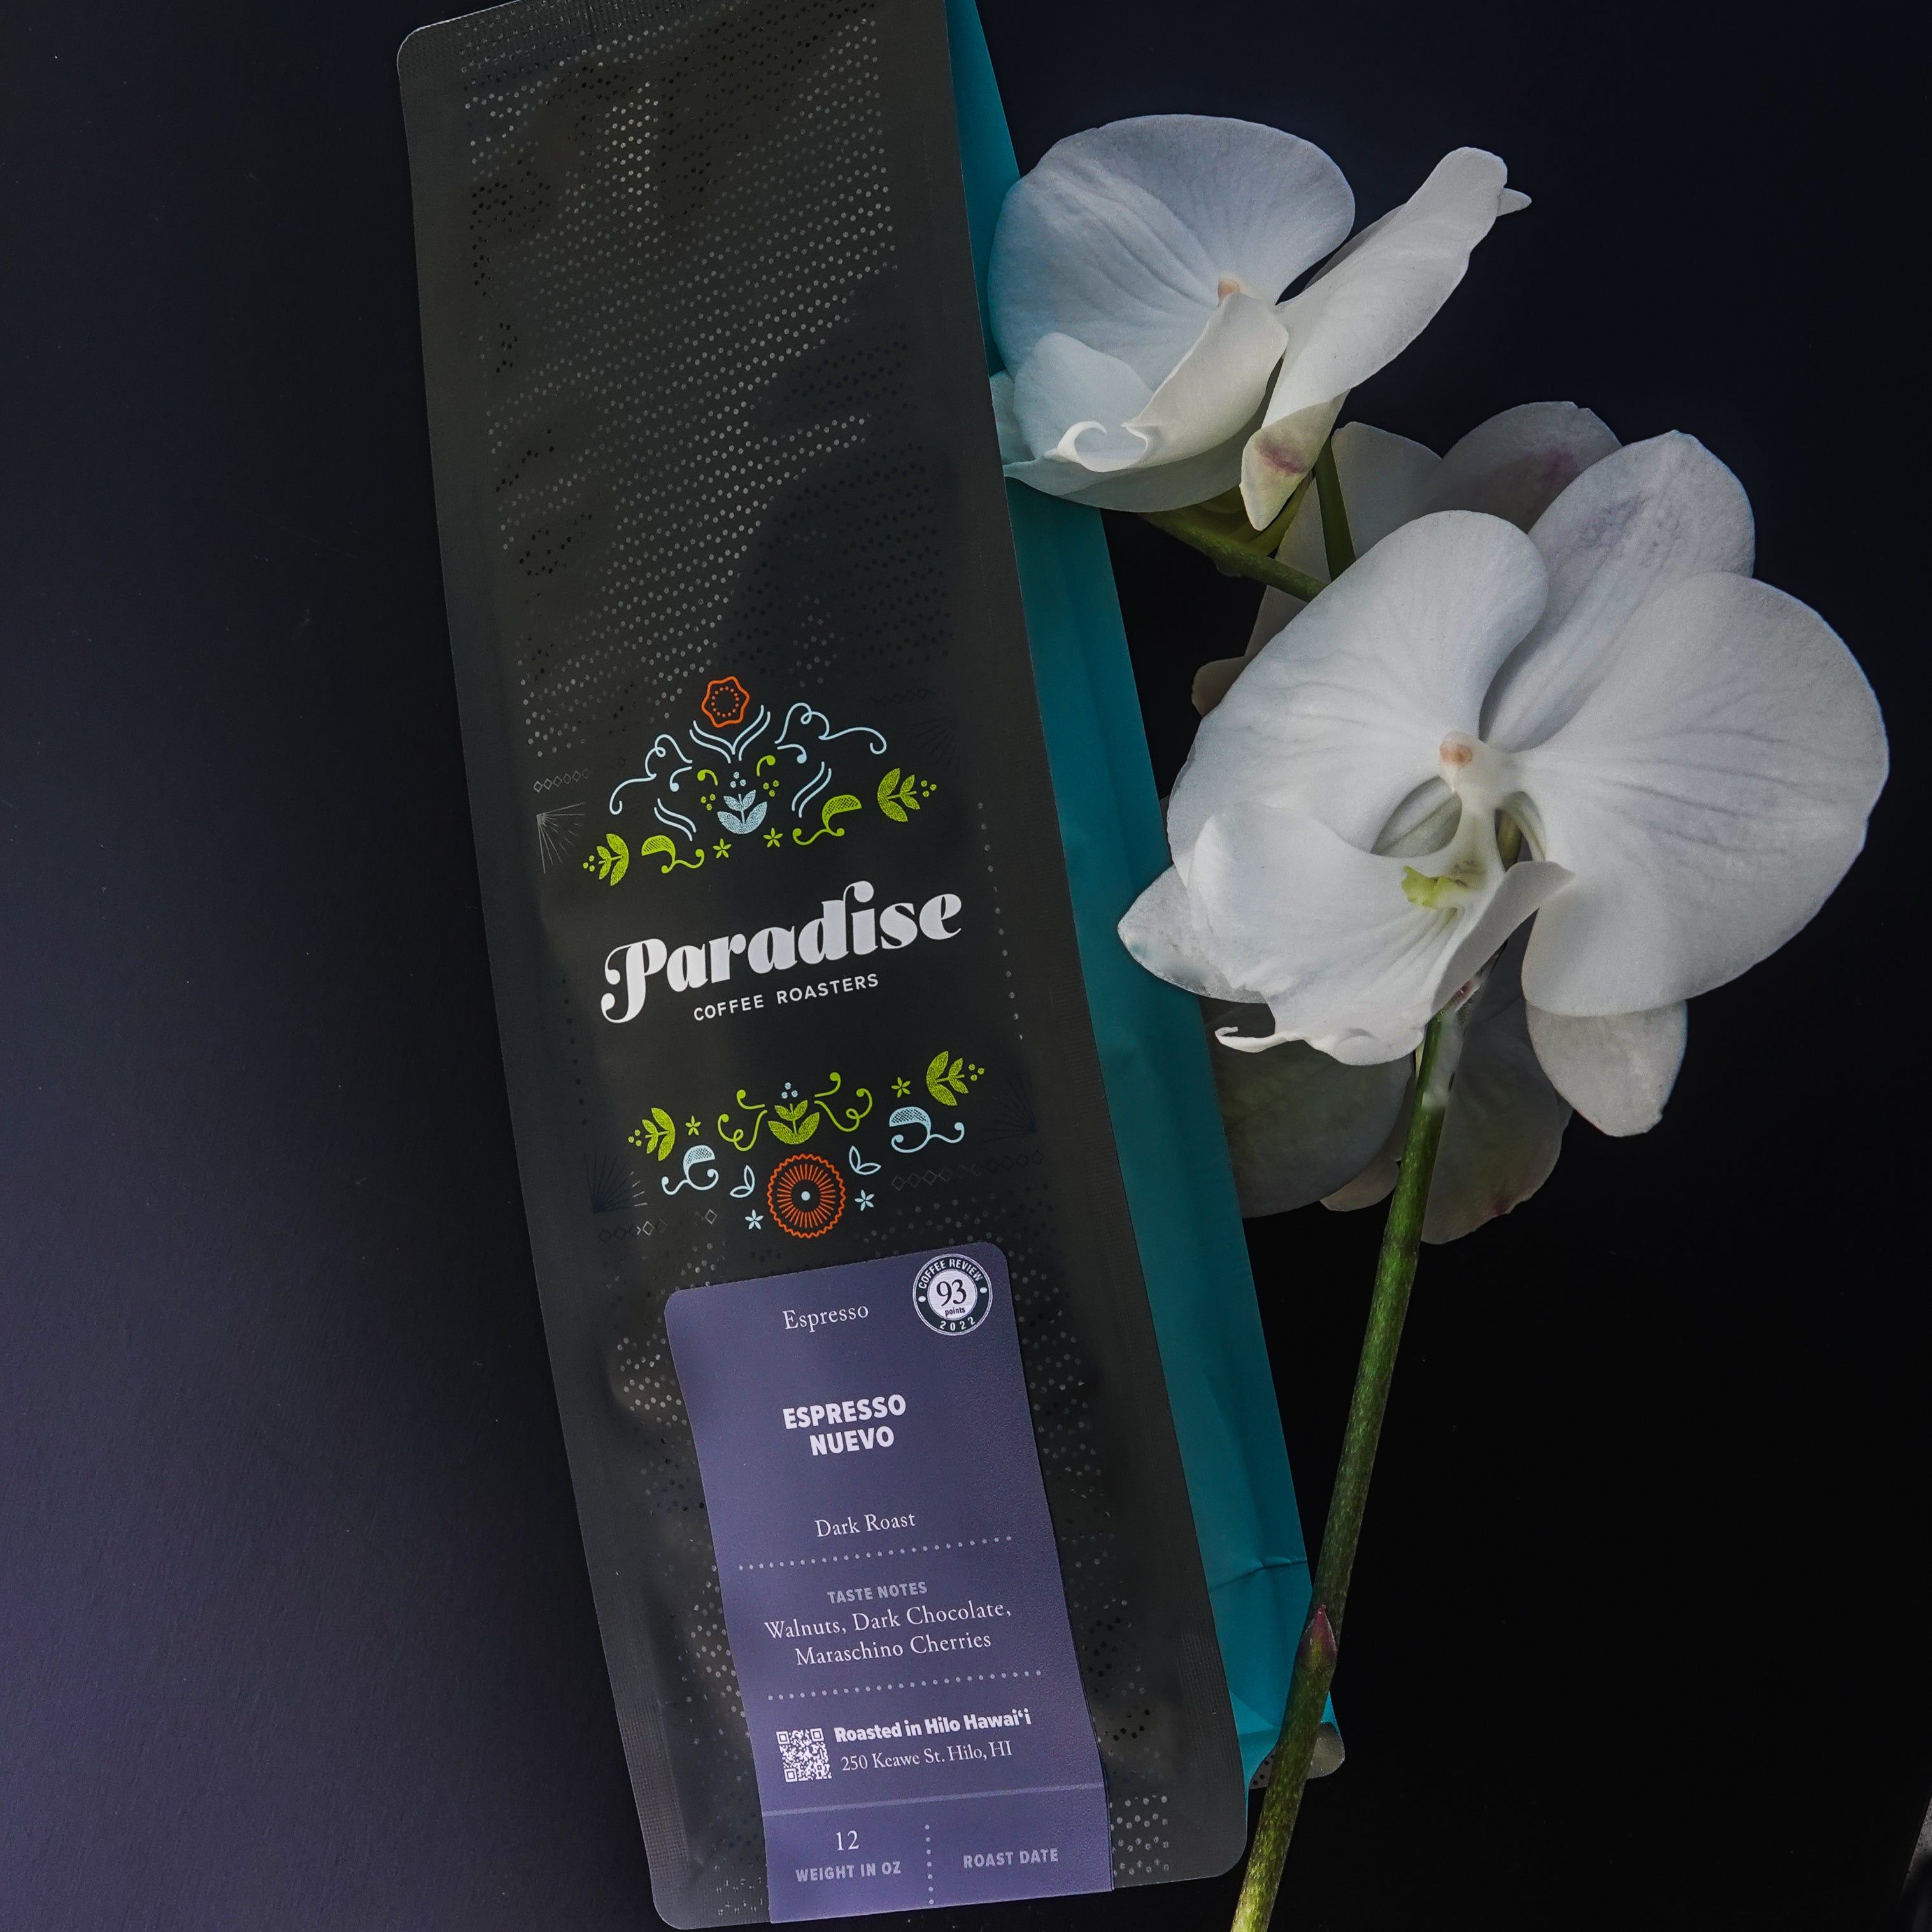 Paradise
COFFEE ROASTERS
Espresso
COFFEE REVIEW
93
points
2022
ESPRESSO
NUEVO
Dark Roast
TASTE NOTES
Walnuts, Dark Chocolate,
Maraschino Cherries
Roasted in Hilo Hawaiʻi
250 Keawe St. Hilo, HI
12
WEIGHT IN OZ
ROAST DATE